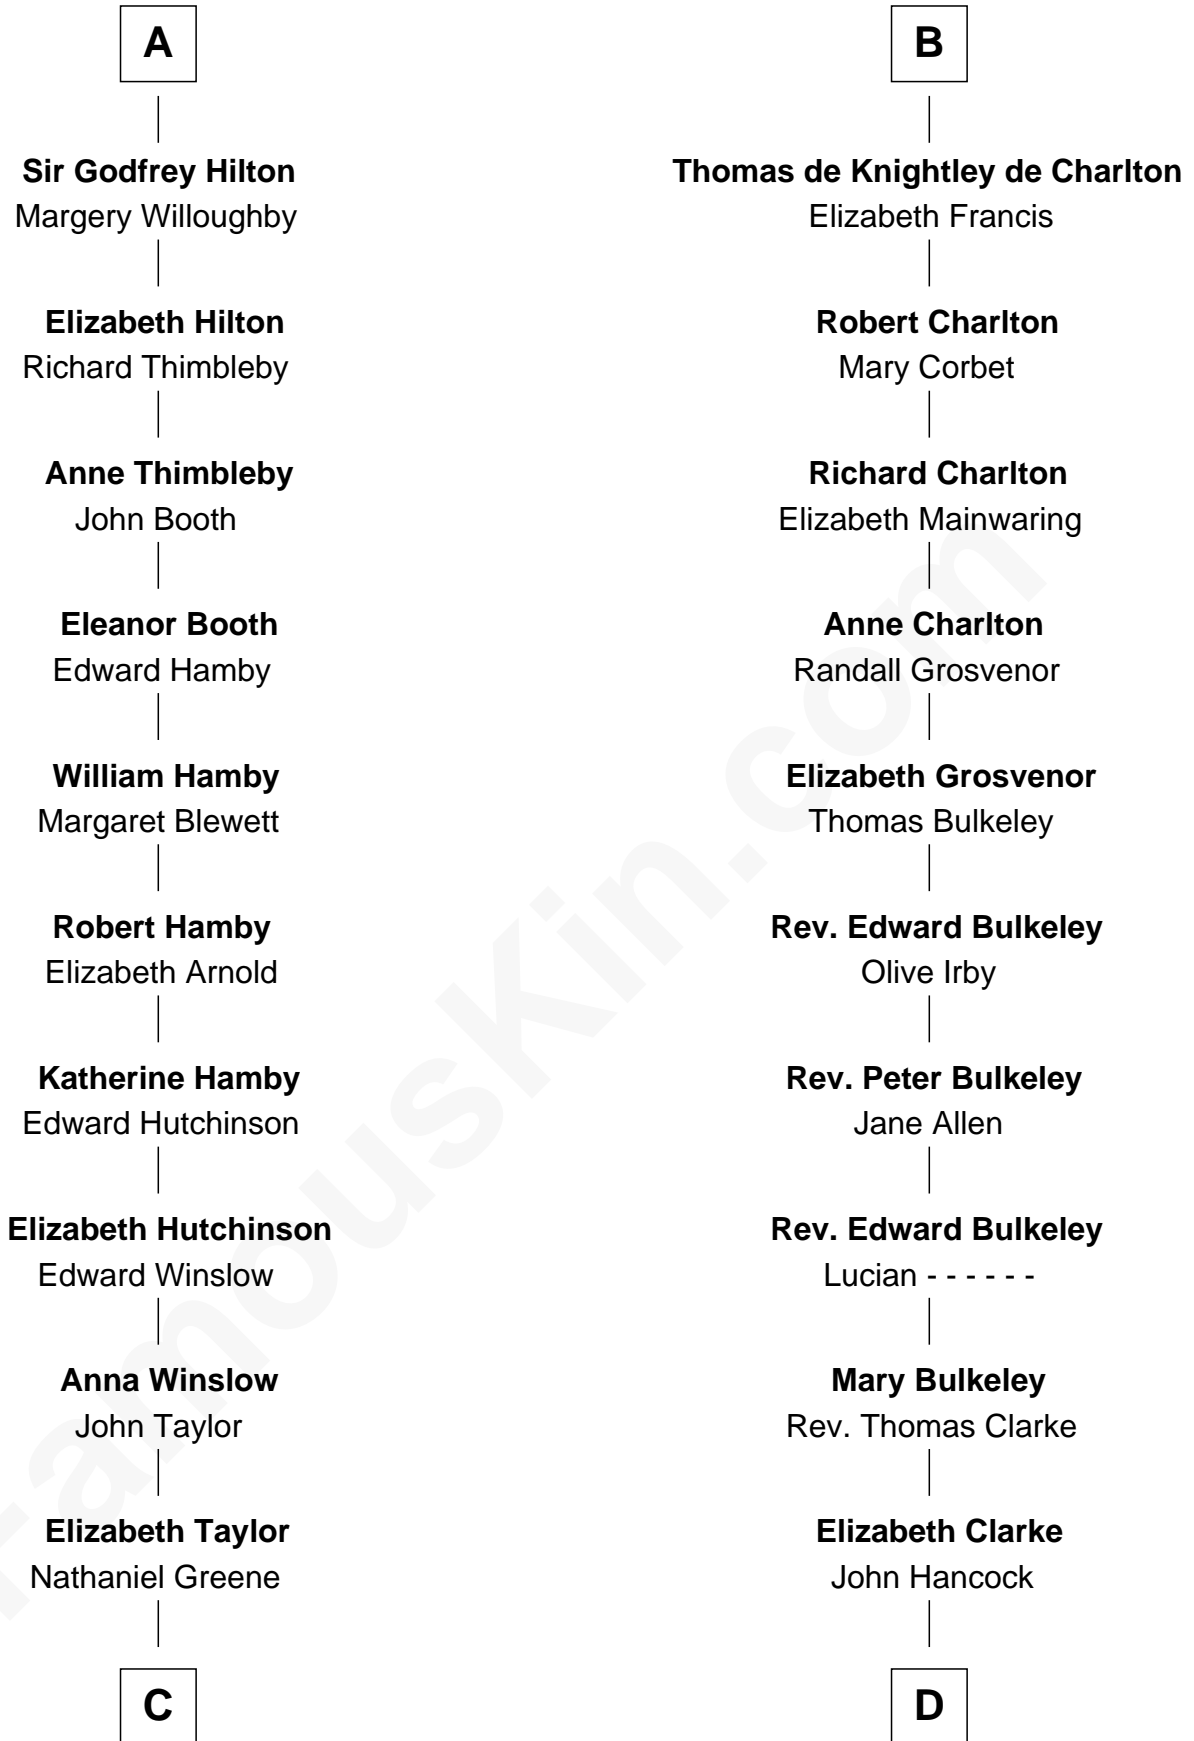 A
Sir Godfrey Hilton
Margery Willoughby
Elizabeth Hilton
Richard Thimbleby
Anne Thimbleby
John Booth
Eleanor Booth
Edward Hamby
William Hamby
Margaret Blewett
Robert Hamby
Elizabeth Arnold
Katherine Hamby
Edward Hutchinson
Elizabeth Hutchinson
Edward Winslow
Anna Winslow
John Taylor
Elizabeth Taylor
Nathaniel Greene
C
B
Thomas de Knightley de Charlton
Elizabeth Francis
Robert Charlton
Mary Corbet
Richard Charlton
Elizabeth Mainwaring
Anne Charlton
Randall Grosvenor
Elizabeth Grosvenor
Thomas Bulkeley
Rev. Edward Bulkeley
Olive Irby
Rev. Peter Bulkeley
Jane Allen
Rev. Edward Bulkeley
Lucian - - - - - -
Mary Bulkeley
Rev. Thomas Clarke
Elizabeth Clarke
John Hancock
D
FamousKin.com